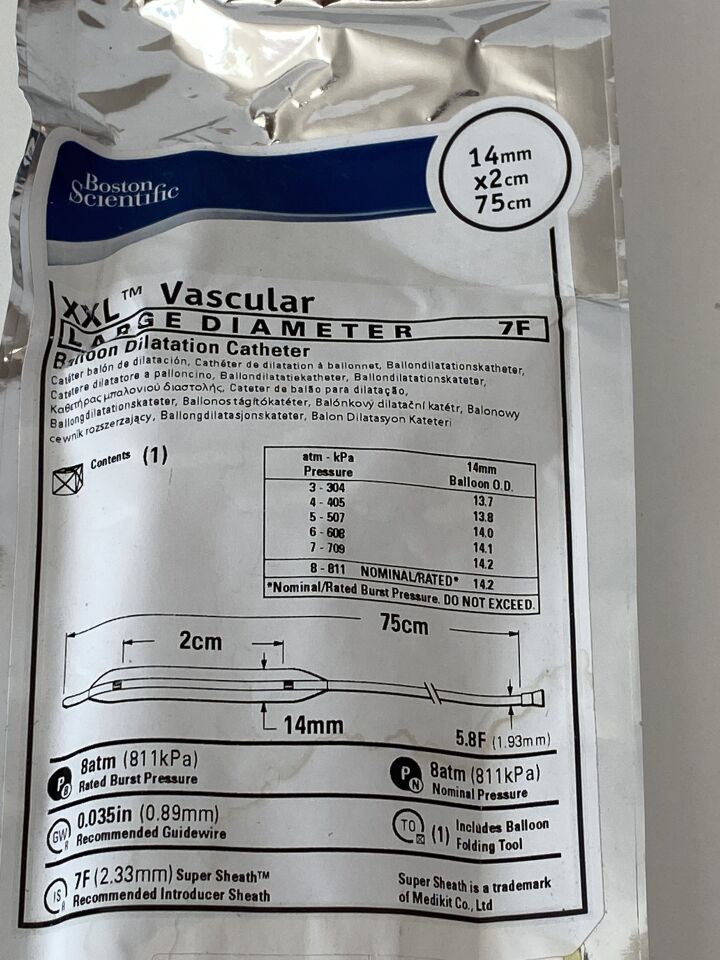 Boston
Scientific
14mm
x2cm
75cm
XXL™ Vascular
LARGE DIAMETER 7F
Balloon Dilatation Catheter
Catéter balón de dilatación, Cathéter de dilatation à ballonnet, Ballondilatationskatheter,
Catetere dilatatore a palloncino, Ballondilatatiekatheter, Ballondilatationskateter,
Καθετήρας μπαλονιού διαστολής, Cateter de balão para dilatação,
Ballongdilatationskateter, Ballonos tágítókatéter, Balónkový dilatační katétr, Balonowy
cewnik rozszerzający, Ballongdilatasjonskateter, Balon Dilatasyon Kateteri
Contents (1)
atm - kPa 14mm
Pressure Balloon O.D.
3 - 304 13.7
4 - 405 13.8
5 - 507 14.0
6 - 608 14.1
7 - 709 14.2
8 - 811 NOMINAL/RATED* 14.2
*Nominal/Rated Burst Pressure. DO NOT EXCEED.
75cm
2cm
14mm
5.8F (1.93mm)
PB 8atm (811kPa)
Rated Burst Pressure
PN 8atm (811kPa)
Nominal Pressure
GW R 0.035in (0.89mm)
Recommended Guidewire
TO (1) Includes Balloon
Folding Tool
IS R 7F (2.33mm) Super Sheath™
Recommended Introducer Sheath
Super Sheath is a trademark
of Medikit Co., Ltd